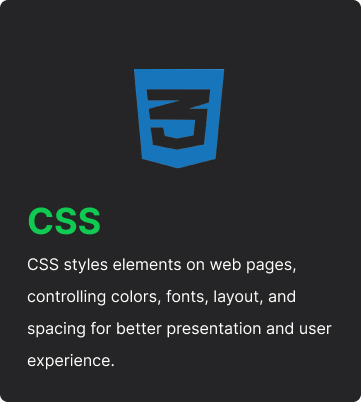 3
CSS
CSS styles elements on web pages,
controlling colors, fonts, layout, and
spacing for better presentation and user
experience.